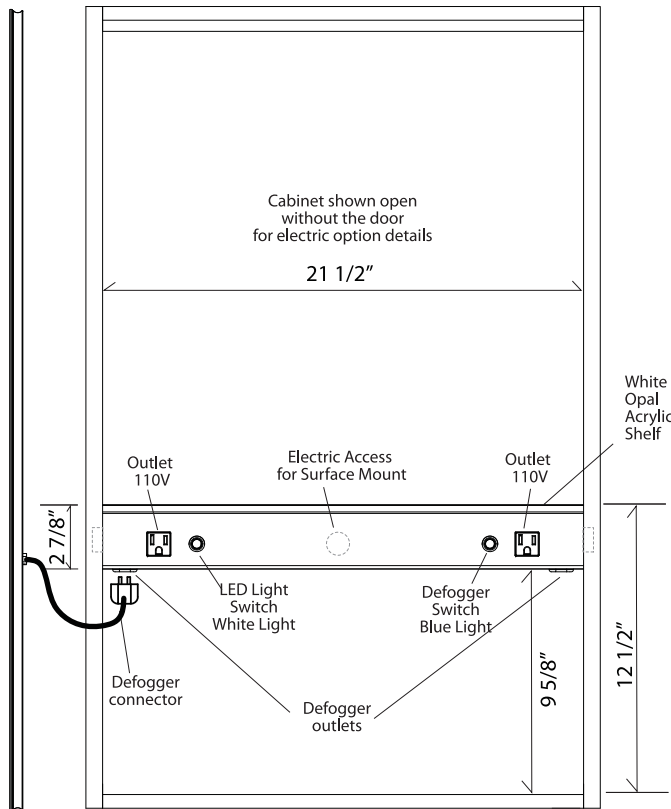 Cabinet shown open
without the door
for electric option details
21 1/2”
White
Opal
Acrylic
Shelf
Outlet
110V
Electric Access
for Surface Mount
Outlet
110V
2 7/8”
LED Light
Switch
White Light
Defogger
Switch
Blue Light
9 5/8”
12 1/2”
Defogger
connector
Defogger
outlets